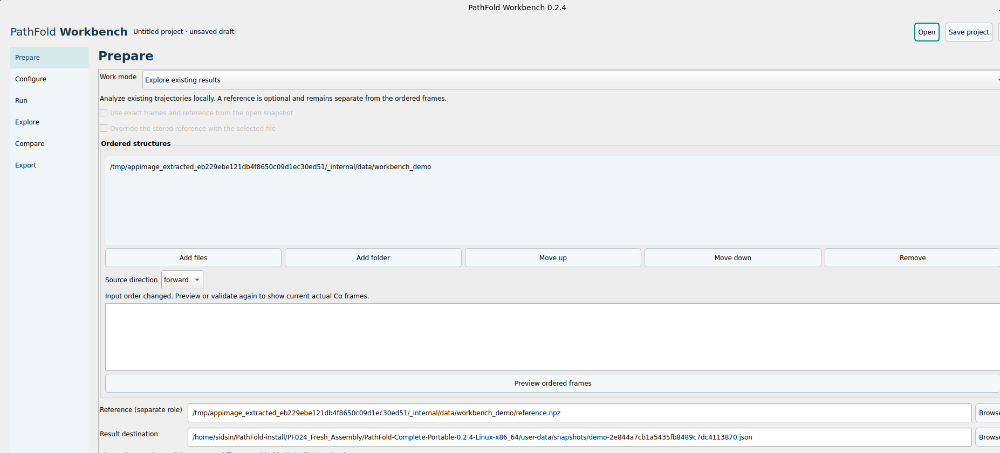 PathFold Workbench 0.2.4
PathFold Workbench Untitled project · unsaved draft Open Save project
Prepare
Configure
Run
Explore
Compare
Export
Prepare
Work mode Explore existing results
Analyze existing trajectories locally. A reference is optional and remains separate from the ordered frames.
Use exact frames and reference from the open snapshot
Override the stored reference with the selected file
Ordered structures
/tmp/appimage_extracted_eb229ebe121db4f8650c09d1ec30ed51/_internal/data/workbench_demo
Add files Add folder Move up Move down Remove
Source direction forward
Input order changed. Preview or validate again to show current actual Cα frames.
Preview ordered frames
Reference (separate role) /tmp/appimage_extracted_eb229ebe121db4f8650c09d1ec30ed51/_internal/data/workbench_demo/reference.npz Browse
Result destination /home/sidsin/PathFold-install/PF024_Fresh_Assembly/PathFold-Complete-Portable-0.2.4-Linux-x86_64/user-data/snapshots/demo-2e844a7cb1a5435fb8489c7dc4113870.json Browse